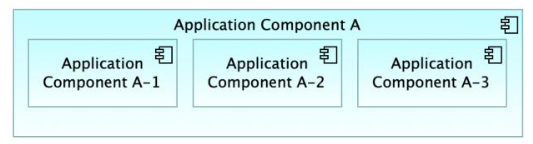 Application Component A
Application
Component A–1
Application
Component A–2
Application
Component A–3